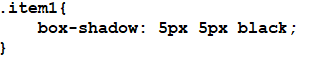 .item1{
    box-shadow: 5px 5px black;
}